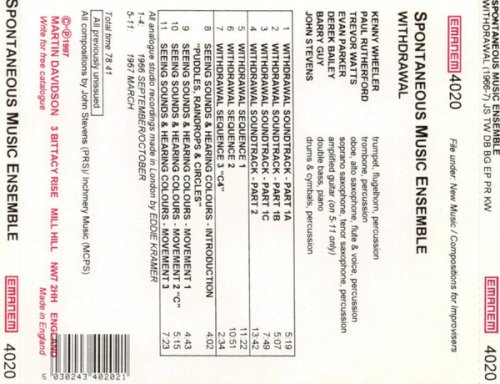 SPONTANEOUS MUSIC ENSEMBLE
WITHDRAWAL (1966-7) JS TW DB BG EP PR KW
EMANEM
4020
EMANEM 4020
File under: New Music / Compositions for Improvisers
SPONTANEOUS MUSIC ENSEMBLE
WITHDRAWAL
KENNY WHEELER trumpet, flugelhorn, percussion
PAUL RUTHERFORD trombone, percussion
TREVOR WATTS oboe, alto saxophone, flute & voice, percussion
EVAN PARKER soprano saxophone, tenor saxophone, percussion
DEREK BAILEY amplified guitar (on 5-11 only)
BARRY GUY double bass, piano
JOHN STEVENS drums & cymbals, percussion
1 WITHDRAWAL SOUNDTRACK - PART 1A 5:19
2 WITHDRAWAL SOUNDTRACK - PART 1B 5:07
3 WITHDRAWAL SOUNDTRACK - PART 1C 7:49
4 WITHDRAWAL SOUNDTRACK - PART 2 13:42
5 WITHDRAWAL SEQUENCE 1 11:22
6 WITHDRAWAL SEQUENCE 2 10:51
7 WITHDRAWAL SEQUENCE 3 "C4" 2:34
8 SEEING SOUNDS & HEARING COLOURS - INTRODUCTION
"PUDDLES, RAINDROPS & CIRCLES" 4:02
9 SEEING SOUNDS & HEARING COLOURS - MOVEMENT 1 4:43
10 SEEING SOUNDS & HEARING COLOURS - MOVEMENT 2 "C" 5:15
11 SEEING SOUNDS & HEARING COLOURS - MOVEMENT 3 7:23
All analogue studio recordings made in London by EDDIE KRAMER
1-4 1966 SEPTEMBER/OCTOBER
5-11 1967 MARCH
Total time 78:41
All previously unissued
All compositions by John Stevens (PRS)/ Inchmery Music (MCPS)
©+℗ 1997
MARTIN DAVIDSON 3 BITTACY RISE MILL HILL NW7 2HH ENGLAND
Write for free catalogue
Made in England
5 030243 402021
SPONTANEOUS MUSIC ENSEMBLE
EMANEM
4020